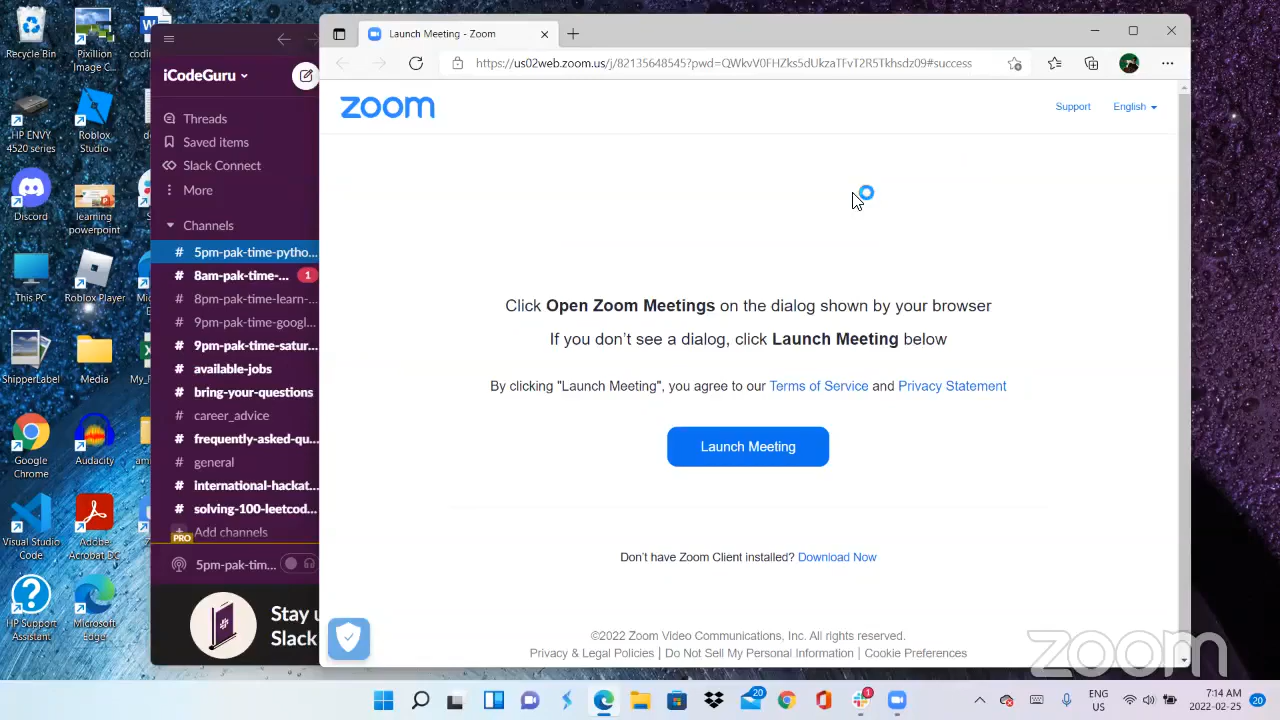 Recycle Bin
Pixillion
Image C...
HP ENVY
4520 series
Roblox
Studio
Discord
learning
powerpoint
This PC
Roblox Player
ShipperLabel
Media
Google
Chrome
Audacity
Visual Studio
Code
Adobe
Acrobat DC
HP Support
Assistant
Microsoft
Edge
iCodeGuru
Threads
Saved items
Slack Connect
More
Channels
# 5pm-pak-time-pytho...
# 8am-pak-time-... 1
# 8pm-pak-time-learn-...
# 9pm-pak-time-googl...
# 9pm-pak-time-satur...
# available-jobs
# bring-your-questions
# career_advice
# frequently-asked-qu...
# general
# international-hackat...
# solving-100-leetcod...
+ Add channels
PRO
5pm-pak-tim...
Stay u
Slack
Launch Meeting - Zoom
https://us02web.zoom.us/j/82135648545?pwd=QWkvV0FHZks5dUkzaTFvT2R5Tkhsdz09#success
zoom
Support
English
Click Open Zoom Meetings on the dialog shown by your browser
If you don't see a dialog, click Launch Meeting below
By clicking "Launch Meeting", you agree to our Terms of Service and Privacy Statement
Launch Meeting
Don't have Zoom Client installed? Download Now
©2022 Zoom Video Communications, Inc. All rights reserved.
Privacy & Legal Policies | Do Not Sell My Personal Information | Cookie Preferences
zoom
20
1
ENG
US
7:14 AM
2022-02-25
20